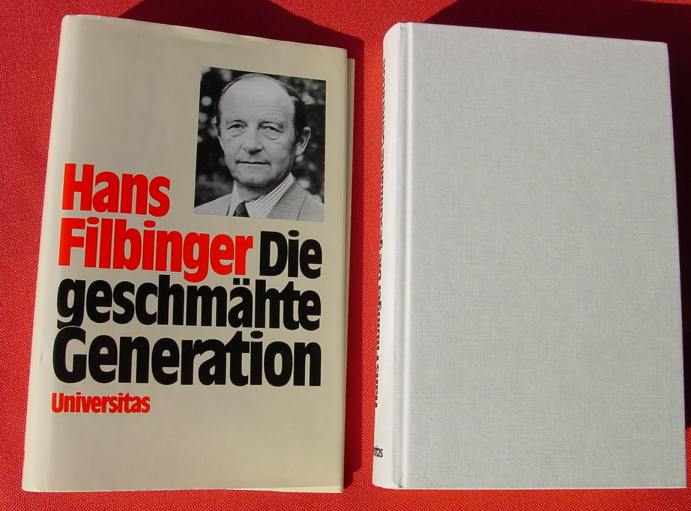 Hans
Filbinger Die
geschmähte
Generation
Universitas